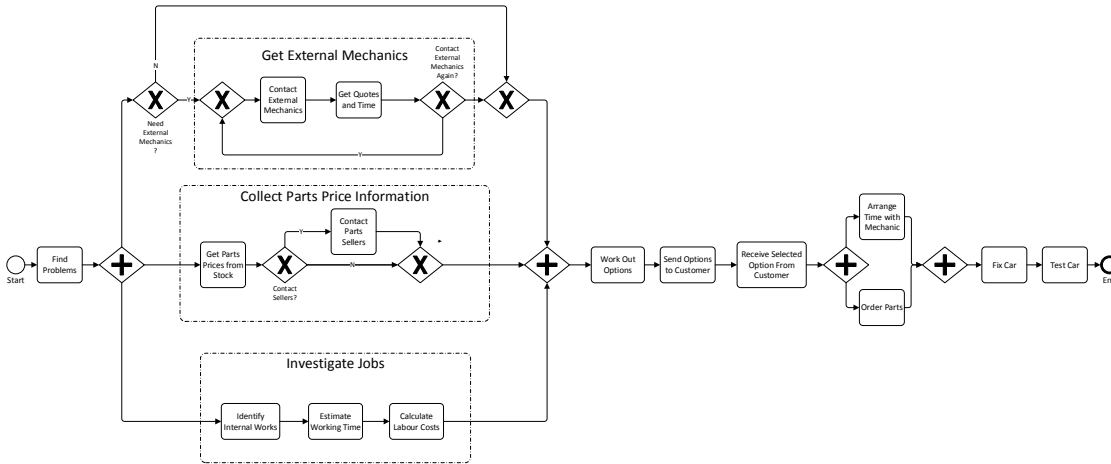 N
Get External Mechanics
Contact
External
Mechanics
Again?
Contact
External
Mechanics
Get Quotes
and Time
Y
Need
External
Mechanics
?
Y
Collect Parts Price Information
Contact
Parts
Sellers
Get Parts
Prices from
Stock
Y
N
Contact
Sellers?
Start
Find
Problems
Work Out
Options
Send Options
to Customer
Receive Selected
Option From
Customer
Arrange
Time with
Mechanic
Order Parts
Fix Car
Test Car
En
Investigate Jobs
Identify
Internal Works
Estimate
Working Time
Calculate
Labour Costs